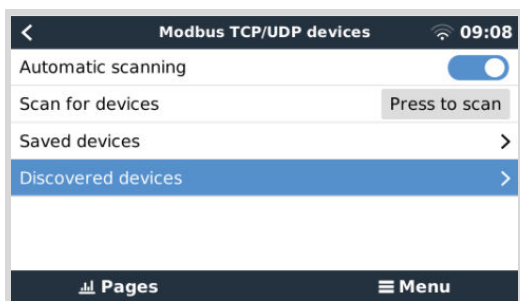 Modbus TCP/UDP devices 09:08
Automatic scanning
Scan for devices Press to scan
Saved devices
Discovered devices
Pages Menu